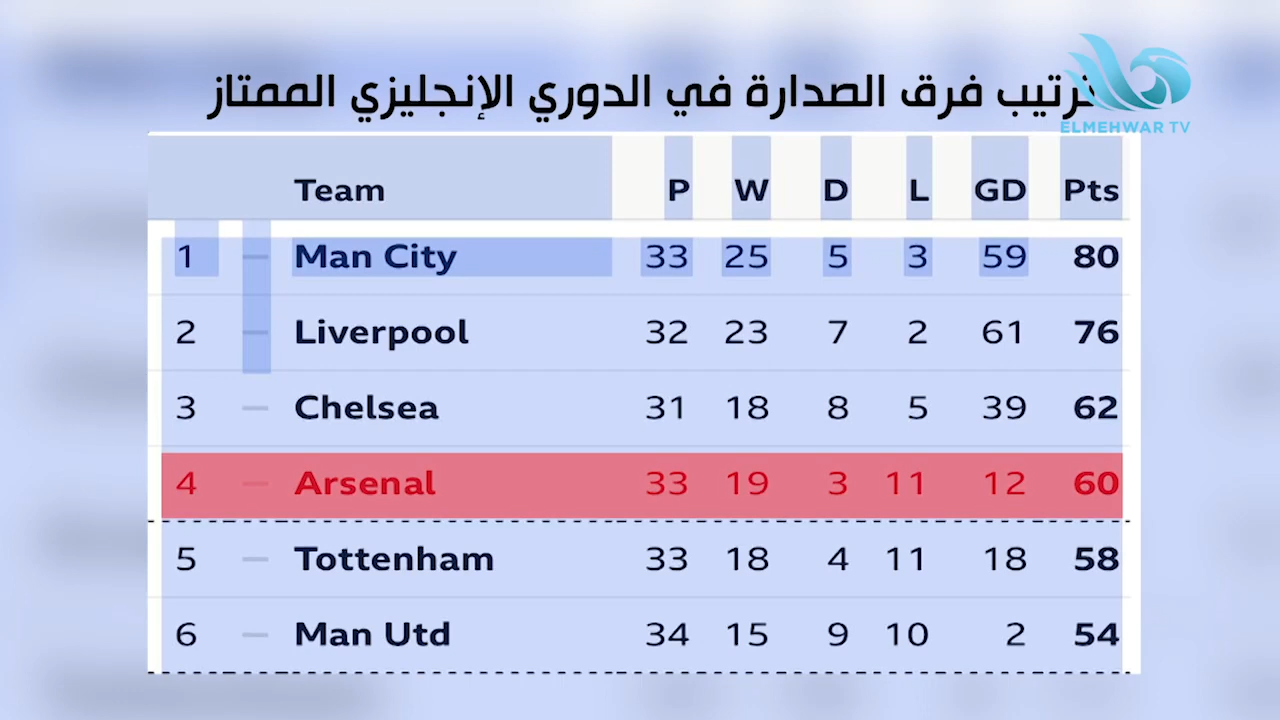 ترتيب فرق الصدارة في الدوري الإنجليزي الممتاز
ELMEHWAR TV
Team P W D L GD Pts
1 Man City 33 25 5 3 59 80
2 Liverpool 32 23 7 2 61 76
3 Chelsea 31 18 8 5 39 62
4 Arsenal 33 19 3 11 12 60
5 Tottenham 33 18 4 11 18 58
6 Man Utd 34 15 9 10 2 54